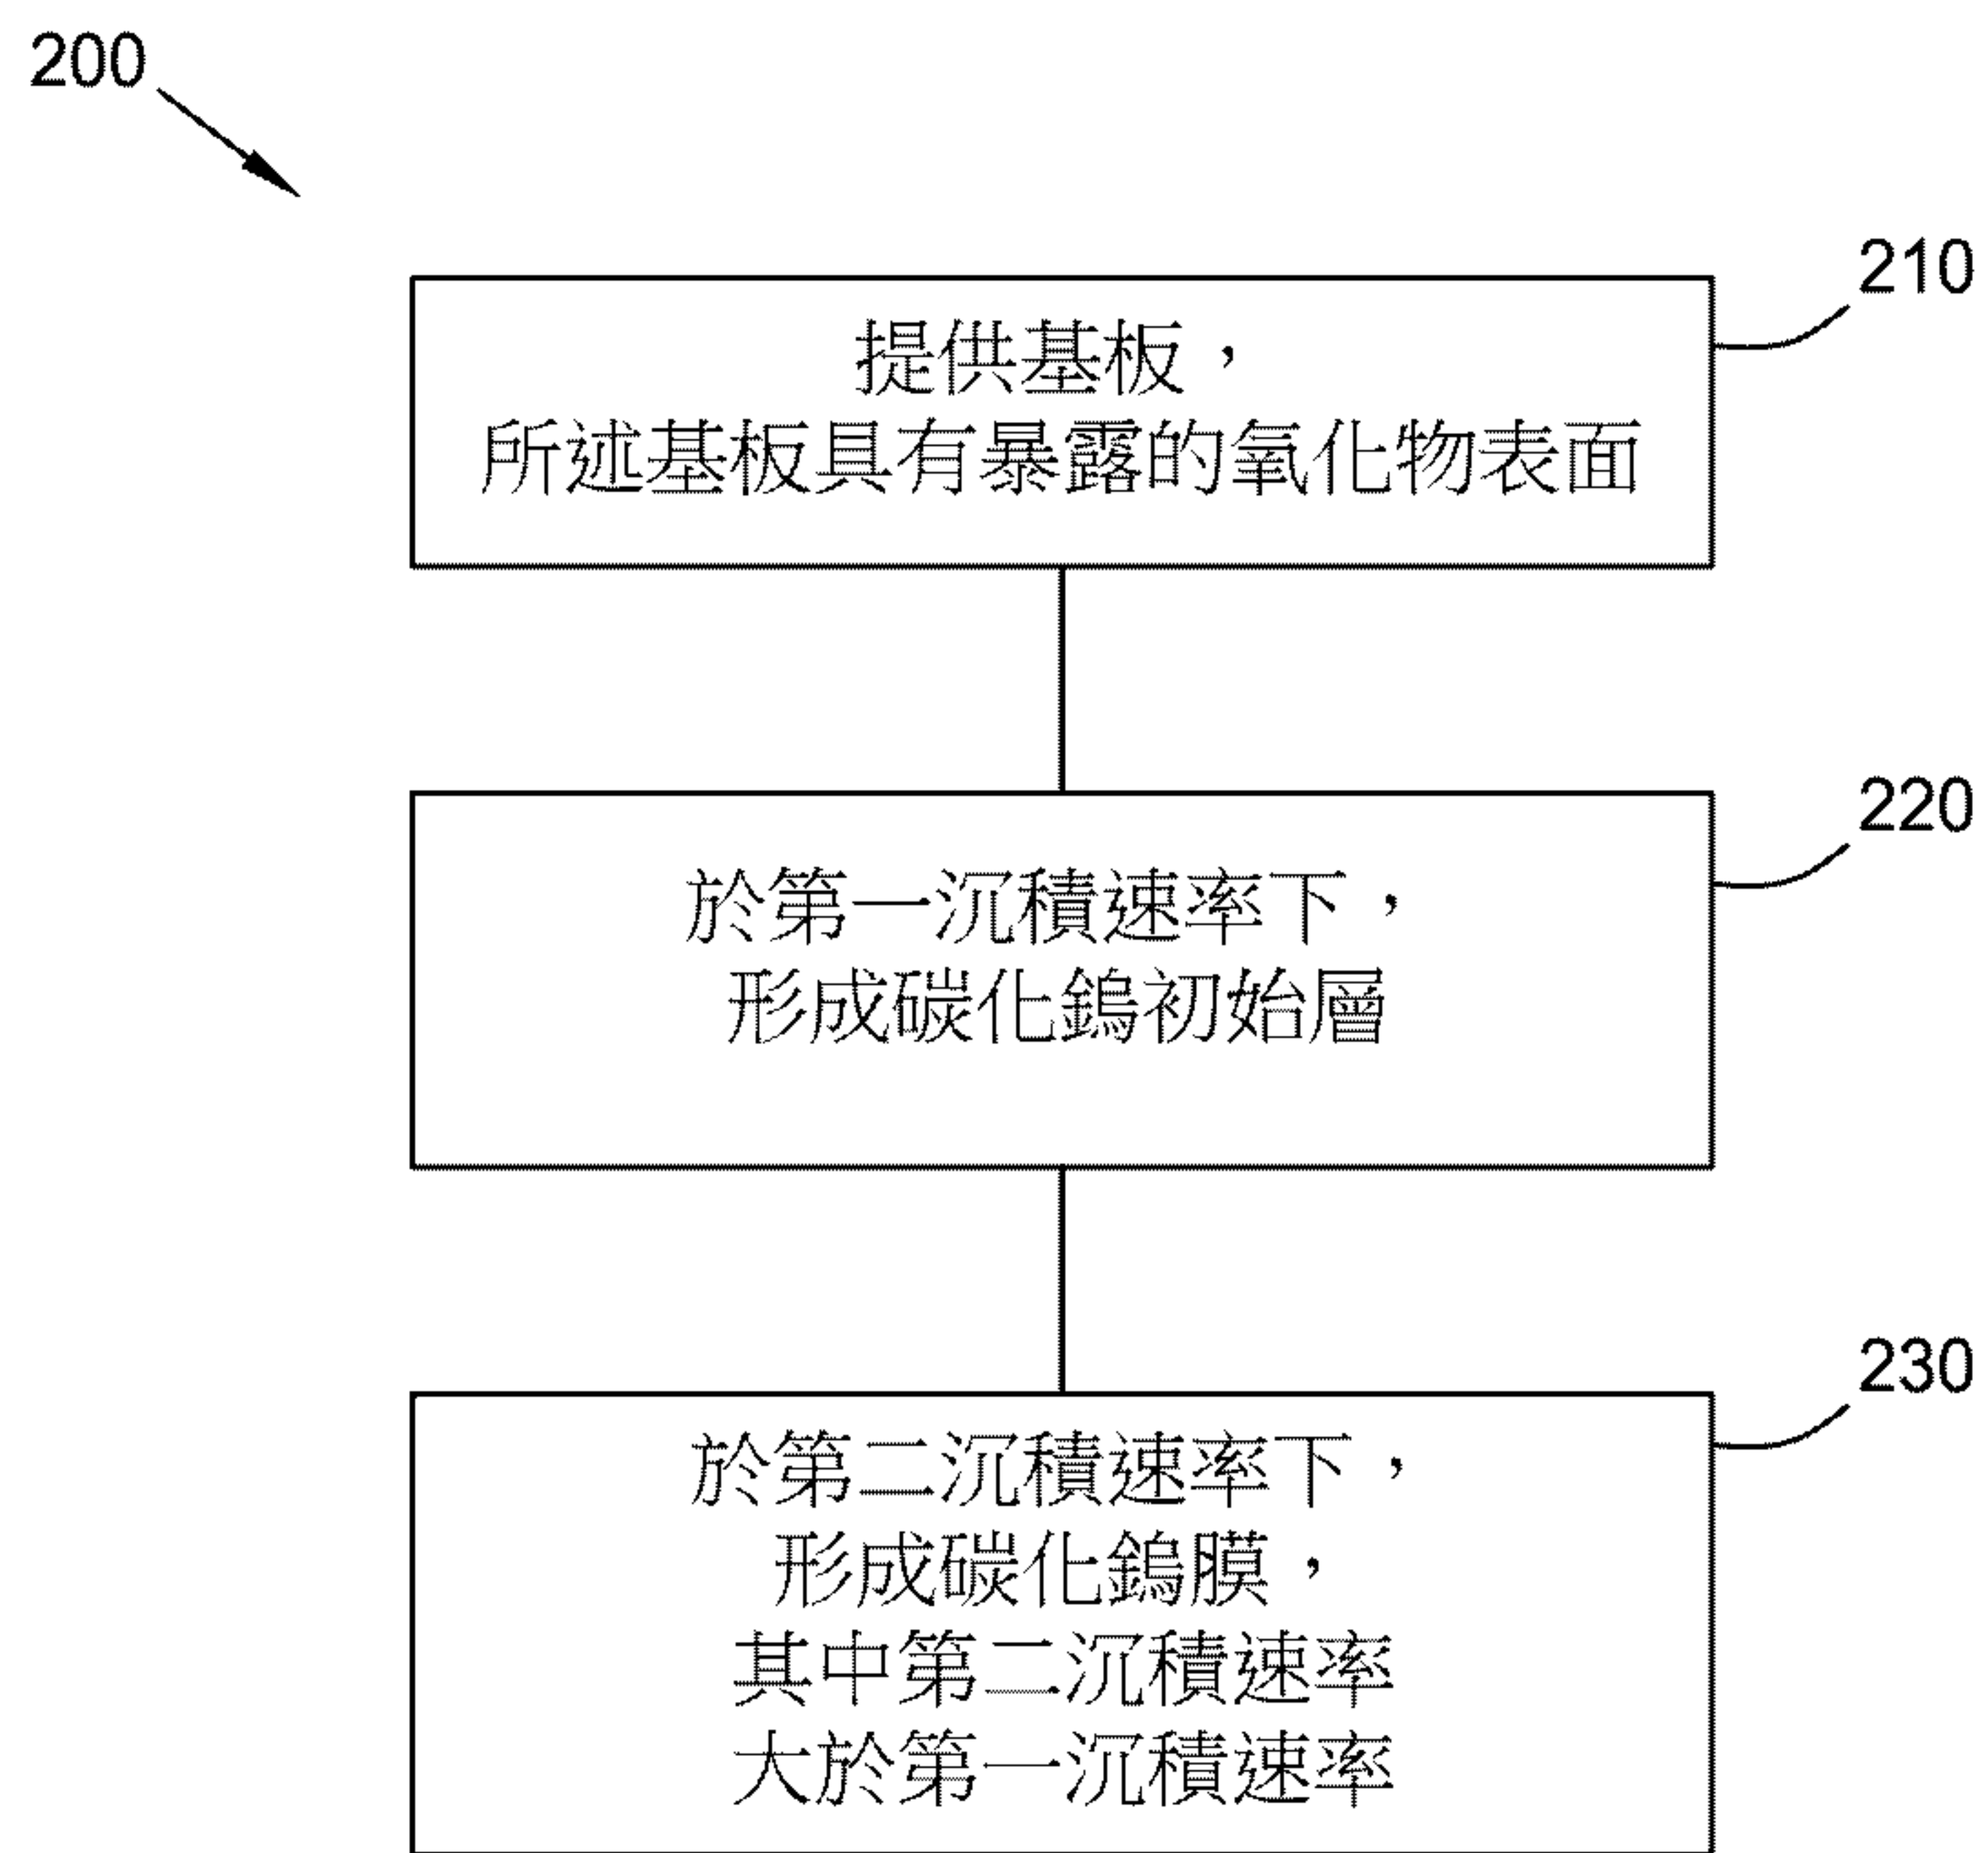 200
210
提供基板，
所述基板具有暴露的氧化物表面
220
於第一沉積速率下，
形成碳化鎢初始層
230
於第二沉積速率下，
形成碳化鎢膜，
其中第二沉積速率
大於第一沉積速率